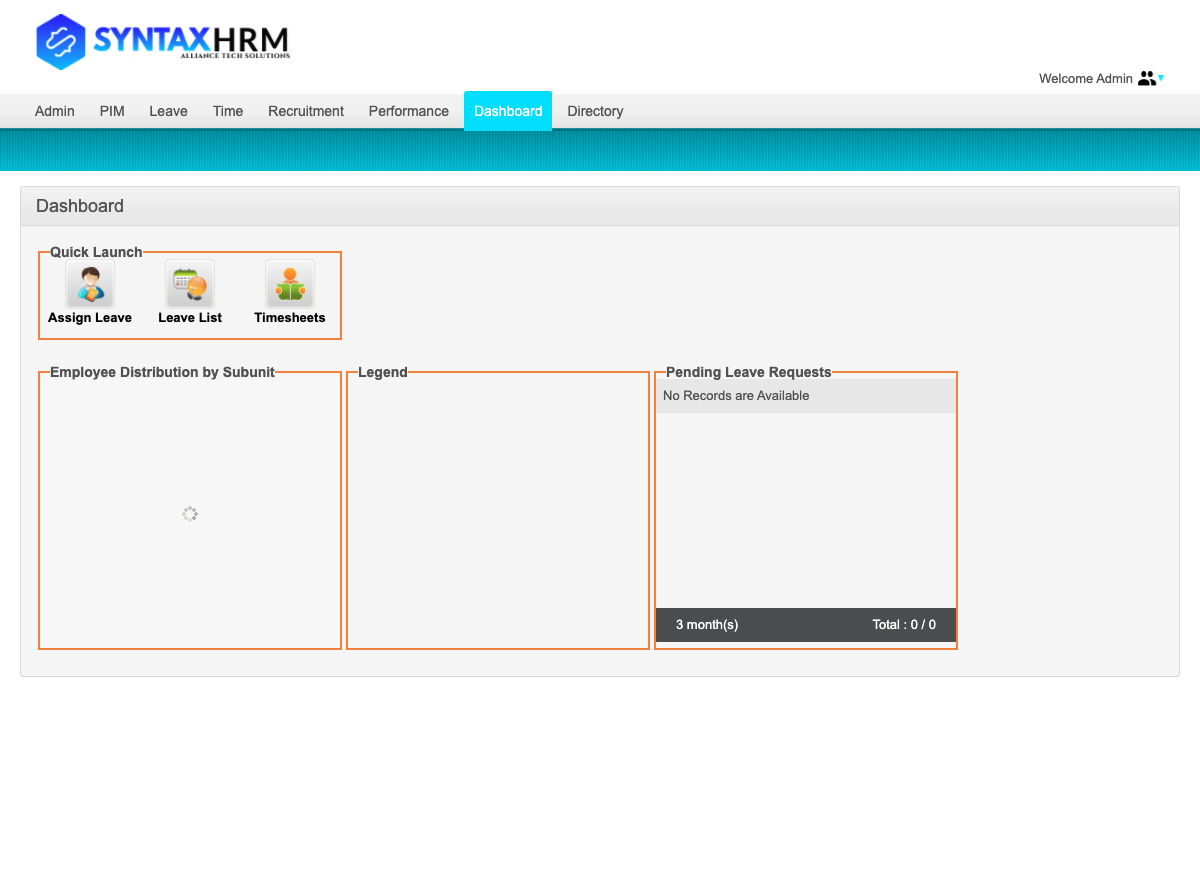 SYNTAXHRM
ALLIANCE TECH SOLUTIONS
Welcome Admin
Admin PIM Leave Time Recruitment Performance Dashboard Directory
Dashboard
Quick Launch
Assign Leave Leave List Timesheets
Employee Distribution by Subunit Legend Pending Leave Requests
No Records are Available
3 month(s) Total : 0 / 0